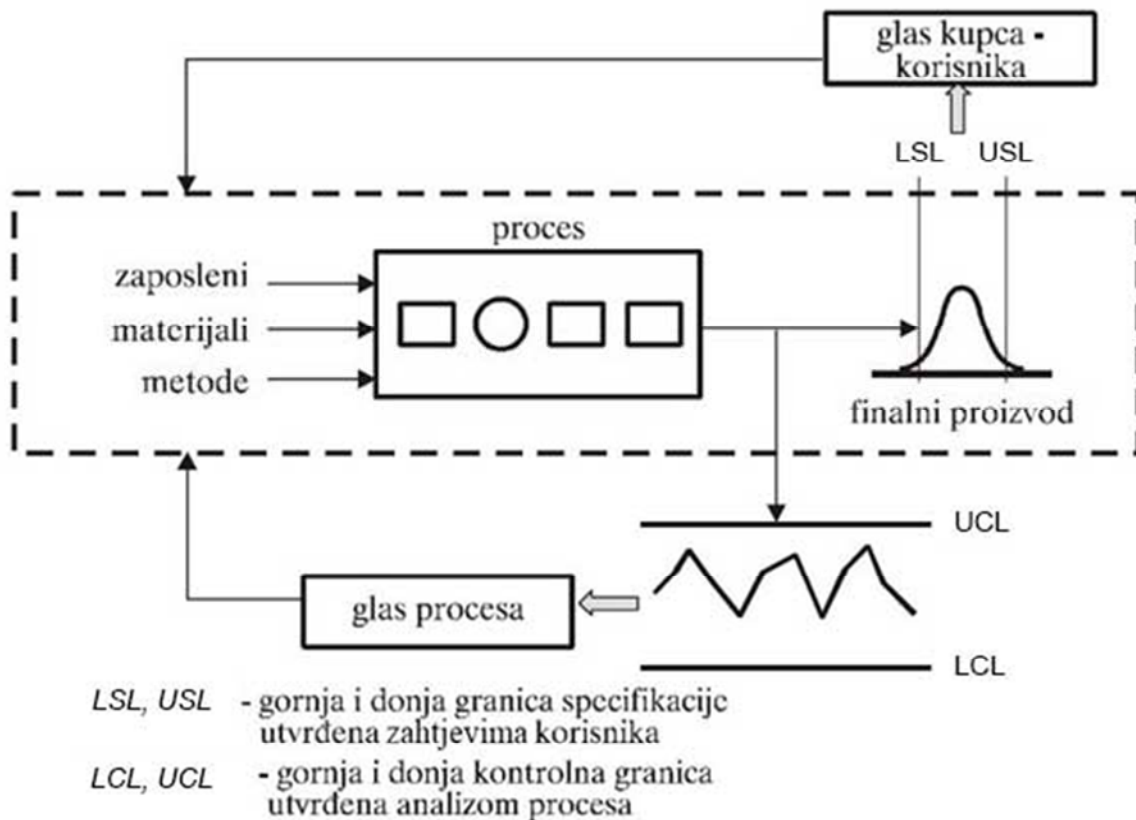 glas kupca -
korisnika
LSL USL
proces
zaposleni
materijali
metode
finalni proizvod
UCL
glas procesa
LCL
LSL, USL - gornja i donja granica specifikacije
utvrđena zahtjevima korisnika
LCL, UCL - gornja i donja kontrolna granica
utvrđena analizom procesa